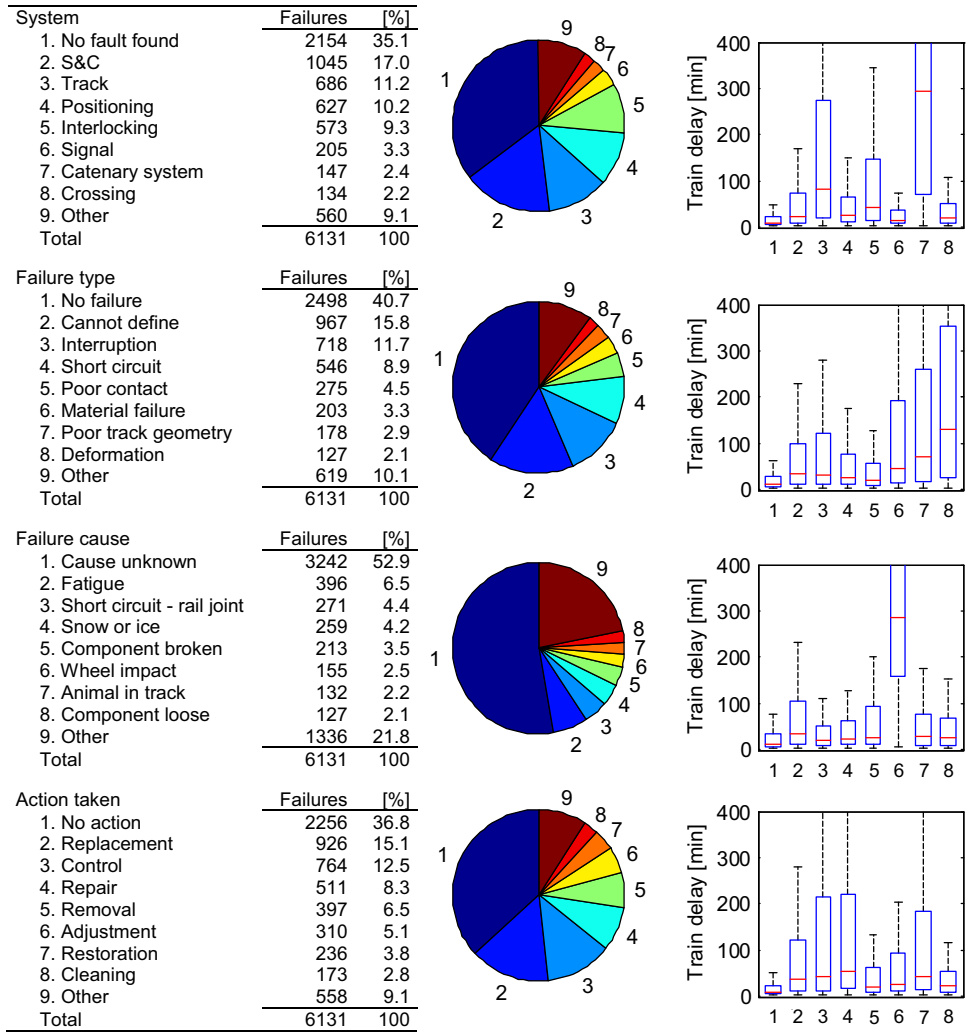 System Failures [%]
1. No fault found 2154 35.1
2. S&C 1045 17.0
3. Track 686 11.2
4. Positioning 627 10.2
5. Interlocking 573 9.3
6. Signal 205 3.3
7. Catenary system 147 2.4
8. Crossing 134 2.2
9. Other 560 9.1
Total 6131 100
1 2 3 4 5 6 7 8 9
Train delay [min]
400
300
200
100
0
1 2 3 4 5 6 7 8
Failure type Failures [%]
1. No failure 2498 40.7
2. Cannot define 967 15.8
3. Interruption 718 11.7
4. Short circuit 546 8.9
5. Poor contact 275 4.5
6. Material failure 203 3.3
7. Poor track geometry 178 2.9
8. Deformation 127 2.1
9. Other 619 10.1
Total 6131 100
1 2 3 4 5 6 7 8 9
Train delay [min]
400
300
200
100
0
1 2 3 4 5 6 7 8
Failure cause Failures [%]
1. Cause unknown 3242 52.9
2. Fatigue 396 6.5
3. Short circuit - rail joint 271 4.4
4. Snow or ice 259 4.2
5. Component broken 213 3.5
6. Wheel impact 155 2.5
7. Animal in track 132 2.2
8. Component loose 127 2.1
9. Other 1336 21.8
Total 6131 100
1 2 3 4 5 6 7 8 9
Train delay [min]
400
300
200
100
0
1 2 3 4 5 6 7 8
Action taken Failures [%]
1. No action 2256 36.8
2. Replacement 926 15.1
3. Control 764 12.5
4. Repair 511 8.3
5. Removal 397 6.5
6. Adjustment 310 5.1
7. Restoration 236 3.8
8. Cleaning 173 2.8
9. Other 558 9.1
Total 6131 100
1 2 3 4 5 6 7 8 9
Train delay [min]
400
300
200
100
0
1 2 3 4 5 6 7 8